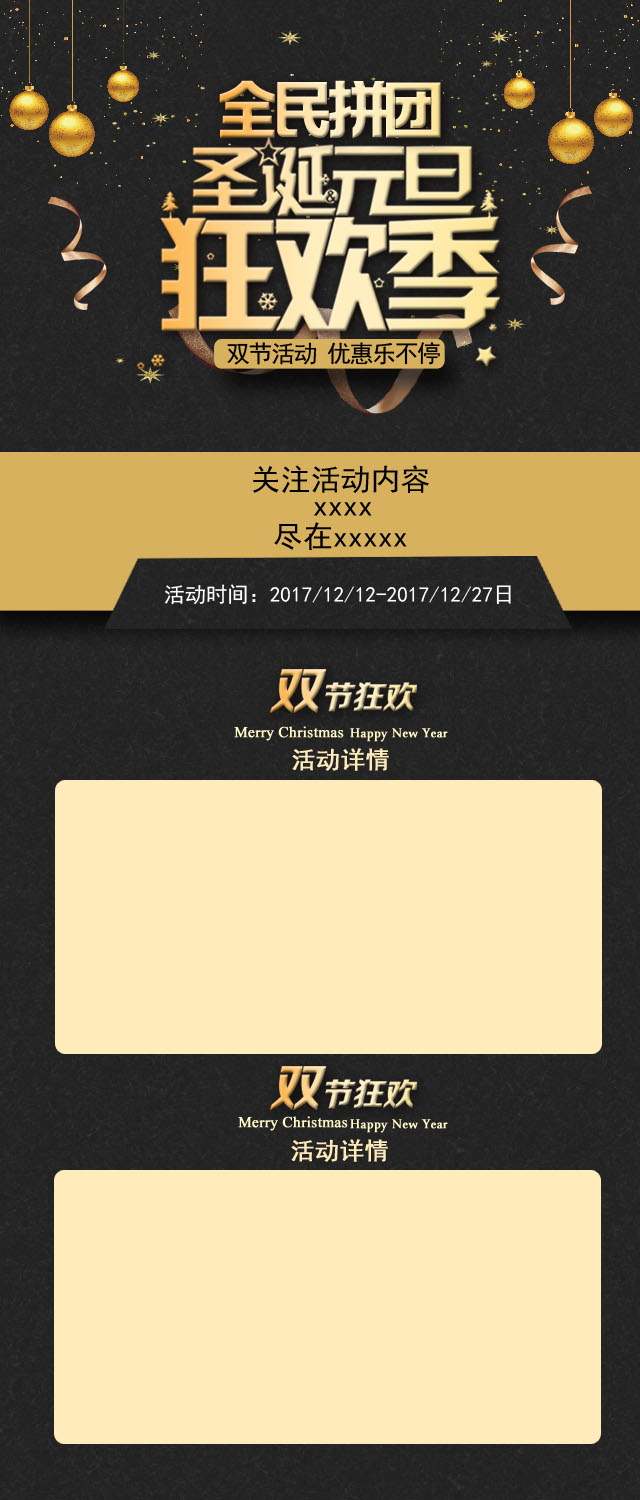 全民拼团
圣诞元旦
&
狂欢季
双节活动 优惠乐不停
关注活动内容
xxxx
尽在xxxxx
活动时间：2017/12/12-2017/12/27日
双节狂欢
Merry Christmas Happy New Year
活动详情
双节狂欢
Merry Christmas Happy New Year
活动详情